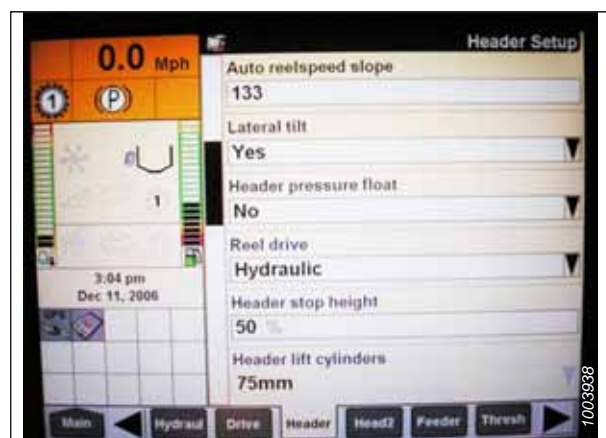 0.0 Mph
Header Setup
Auto reelspeed slope
133
1
(P)
Lateral tilt
Yes
1
Header pressure float
No
Reel drive
Hydraulic
3:04 pm
Dec 11, 2006
Header stop height
50 %
Header lift cylinders
75mm
Main
Hydraul
Drive
Header
Head2
Feeder
Thresh
1003938